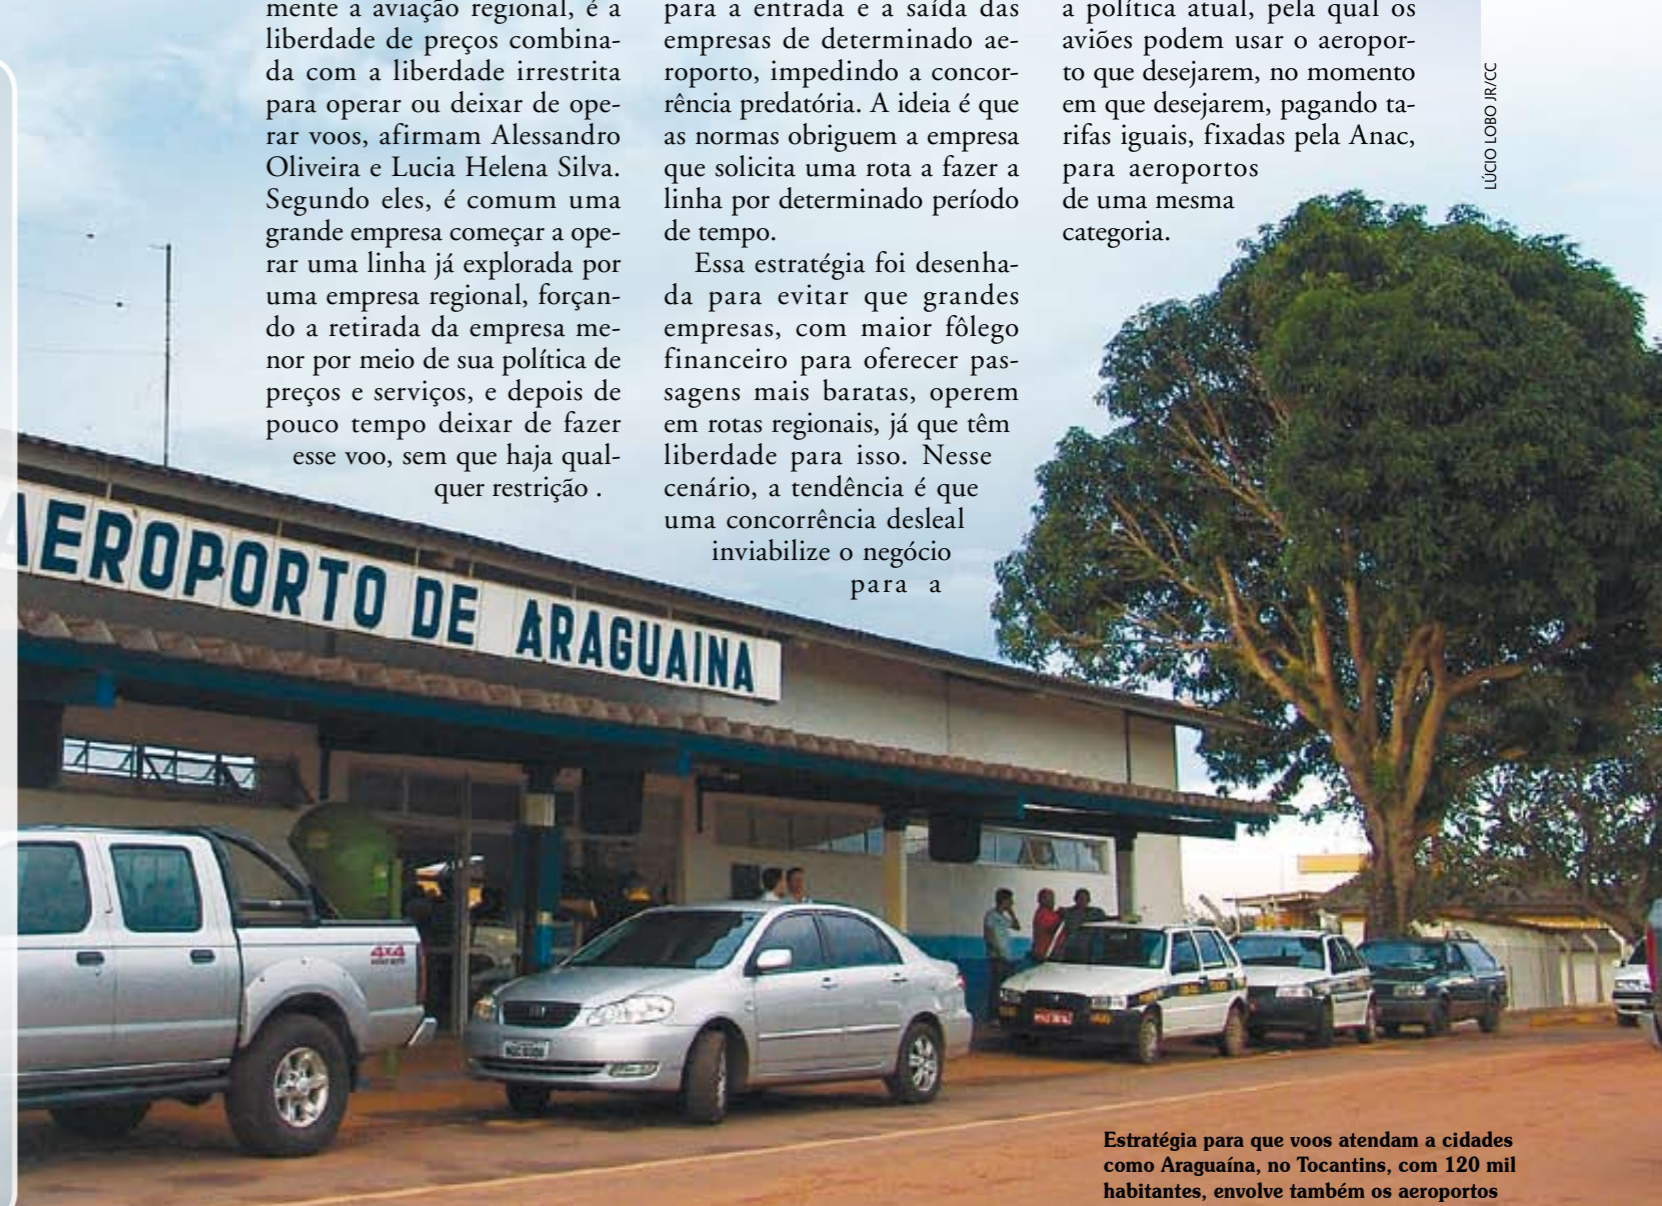 mente a aviação regional, é a
liberdade de preços combina-
da com a liberdade irrestrita
para operar ou deixar de ope-
rar voos, afirmam Alessandro
Oliveira e Lucia Helena Silva.
Segundo eles, é comum uma
grande empresa começar a ope-
rar uma linha já explorada por
uma empresa regional, forçan-
do a retirada da empresa me-
nor por meio de sua política de
preços e serviços, e depois de
pouco tempo deixar de fazer
esse voo, sem que haja qual-
quer restrição .
para a entrada e a saída das
empresas de determinado ae-
roporto, impedindo a concor-
rência predatória. A ideia é que
as normas obriguem a empresa
que solicita uma rota a fazer a
linha por determinado período
de tempo.
Essa estratégia foi desenha-
da para evitar que grandes
empresas, com maior fôlego
financeiro para oferecer pas-
sagens mais baratas, operem
em rotas regionais, já que têm
liberdade para isso. Nesse
cenário, a tendência é que
uma concorrência desleal
inviabilize o negócio
para a
a política atual, pela qual os
aviões podem usar o aeropor-
to que desejarem, no momento
em que desejarem, pagando ta-
rifas iguais, fixadas pela Anac,
para aeroportos
de uma mesma
categoria.
LÚCIO LOBO JR/CC
AEROPORTO DE ARAGUAINA
4x4
Estratégia para que voos atendam a cidades
como Araguaína, no Tocantins, com 120 mil
habitantes, envolve também os aeroportos